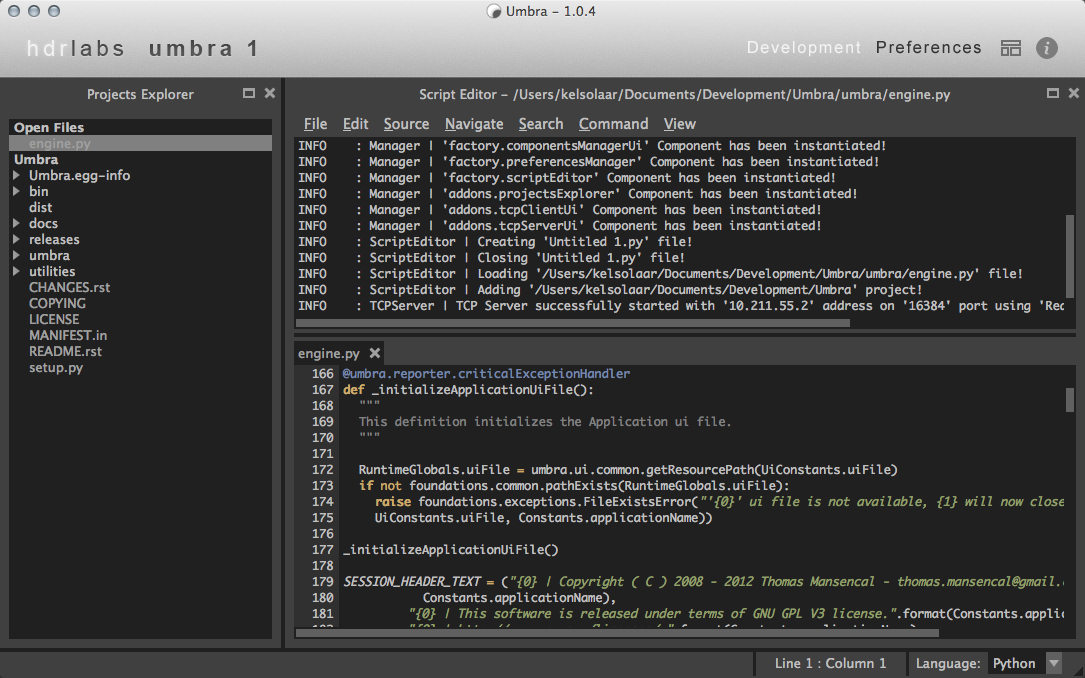 Umbra – 1.0.4
hdrlabs umbra 1
Development Preferences
Projects Explorer
Open Files
engine.py
Umbra
Umbra.egg-info
bin
dist
docs
releases
umbra
utilities
CHANGES.rst
COPYING
LICENSE
MANIFEST.in
README.rst
setup.py
Script Editor – /Users/kelsolaar/Documents/Development/Umbra/umbra/engine.py
File Edit Source Navigate Search Command View
INFO : Manager | 'factory.componentsManagerUi' Component has been instantiated!
INFO : Manager | 'factory.preferencesManager' Component has been instantiated!
INFO : Manager | 'factory.scriptEditor' Component has been instantiated!
INFO : Manager | 'addons.projectsExplorer' Component has been instantiated!
INFO : Manager | 'addons.tcpClientUi' Component has been instantiated!
INFO : Manager | 'addons.tcpServerUi' Component has been instantiated!
INFO : ScriptEditor | Creating 'Untitled 1.py' file!
INFO : ScriptEditor | Closing 'Untitled 1.py' file!
INFO : ScriptEditor | Loading '/Users/kelsolaar/Documents/Development/Umbra/umbra/engine.py' file!
INFO : ScriptEditor | Adding '/Users/kelsolaar/Documents/Development/Umbra' project!
INFO : TCPServer | TCP Server successfully started with '10.211.55.2' address on '16384' port using 'Rec
engine.py
166 @umbra.reporter.criticalExceptionHandler
167 def _initializeApplicationUiFile():
168 """
169 This definition initializes the Application ui file.
170 """
171
172 RuntimeGlobals.uiFile = umbra.ui.common.getResourcePath(UiConstants.uiFile)
173 if not foundations.common.pathExists(RuntimeGlobals.uiFile):
174 raise foundations.exceptions.FileExistsError("'{0}' ui file is not available, {1} will now close
175 UiConstants.uiFile, Constants.applicationName))
176
177 _initializeApplicationUiFile()
178
179 SESSION_HEADER_TEXT = ("{0} | Copyright ( C ) 2008 - 2012 Thomas Mansencal - thomas.mansencal@gmail.
180 Constants.applicationName),
181 "{0} | This software is released under terms of GNU GPL V3 license.".format(Constants.appli
Line 1 : Column 1
Language: Python